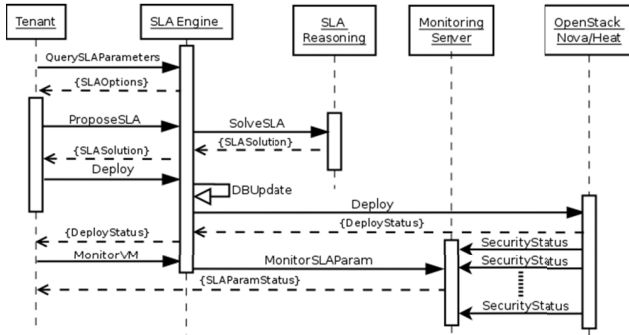 Tenant
SLA Engine
SLA
Reasoning
Monitoring
Server
OpenStack
Nova/Heat
QuerySLAParameters
{SLAOptions}
ProposeSLA
SolveSLA
{SLASolution}
{SLASolution}
Deploy
DBUpdate
Deploy
{DeployStatus}
{DeployStatus}
SecurityStatus
MonitorVM
MonitorSLAParam
SecurityStatus
{SLAParamStatus}
SecurityStatus